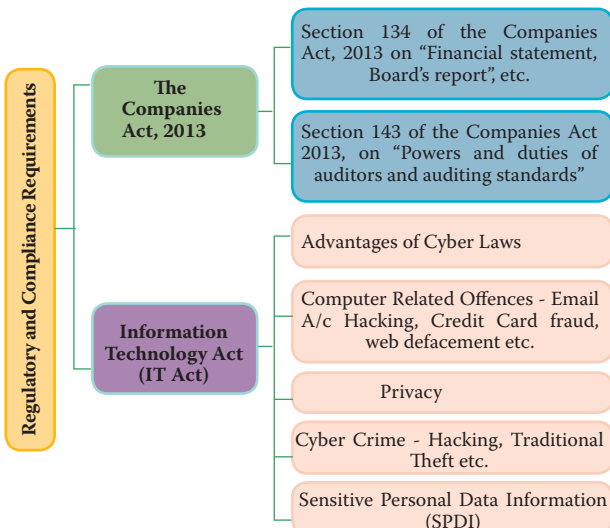 Regulatory and Compliance Requirements
The
Companies
Act, 2013
Section 134 of the Companies
Act, 2013 on “Financial statement,
Board’s report”, etc.
Section 143 of the Companies Act
2013, on “Powers and duties of
auditors and auditing standards”
Information
Technology Act
(IT Act)
Advantages of Cyber Laws
Computer Related Offences - Email
A/c Hacking, Credit Card fraud,
web defacement etc.
Privacy
Cyber Crime - Hacking, Traditional
Theft etc.
Sensitive Personal Data Information
(SPDI)